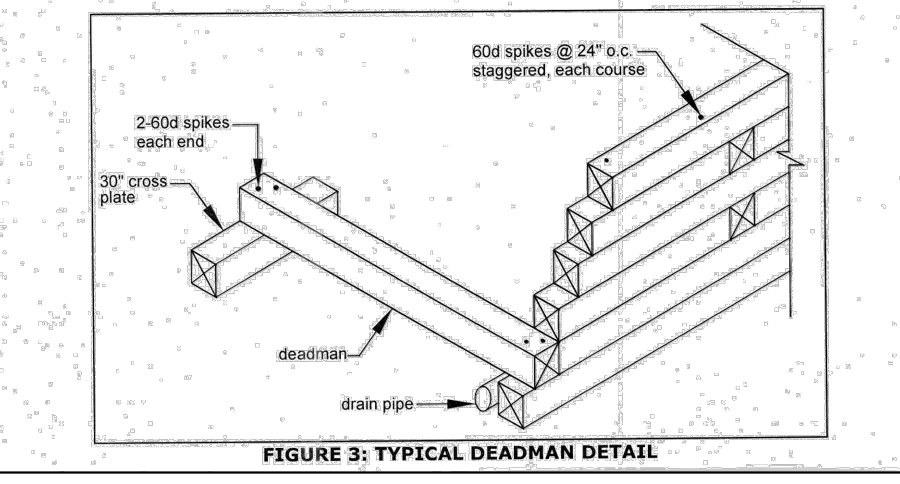 60d spikes @ 24" o.c.
staggered, each course
2-60d spikes
each end
30" cross
plate
deadman
drain pipe
FIGURE 3: TYPICAL DEADMAN DETAIL